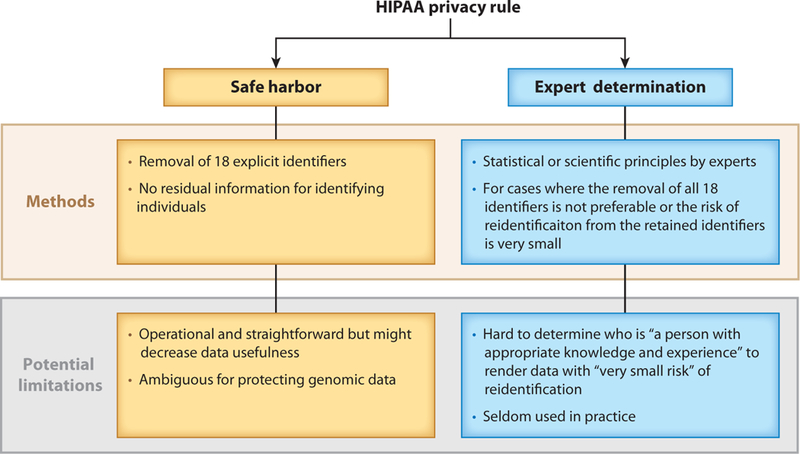 HIPAA privacy rule
Safe harbor
Expert determination
Methods
• Removal of 18 explicit identifiers
• No residual information for identifying
individuals
• Statistical or scientific principles by experts
• For cases where the removal of all 18
identifiers is not preferable or the risk of
reidentificaiton from the retained identifiers
is very small
Potential
limitations
• Operational and straightforward but might
decrease data usefulness
• Ambiguous for protecting genomic data
• Hard to determine who is “a person with
appropriate knowledge and experience” to
render data with “very small risk” of
reidentification
• Seldom used in practice